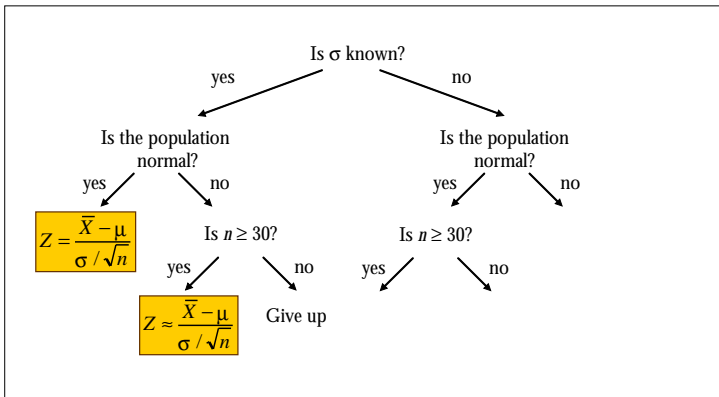 Is σ known?
yes
no
Is the population
normal?
Is the population
normal?
yes
no
yes
no
Z = (X̅ − μ) / (σ / √n)
Is n ≥ 30?
Is n ≥ 30?
yes
no
yes
no
Z ≈ (X̅ − μ) / (σ / √n)
Give up